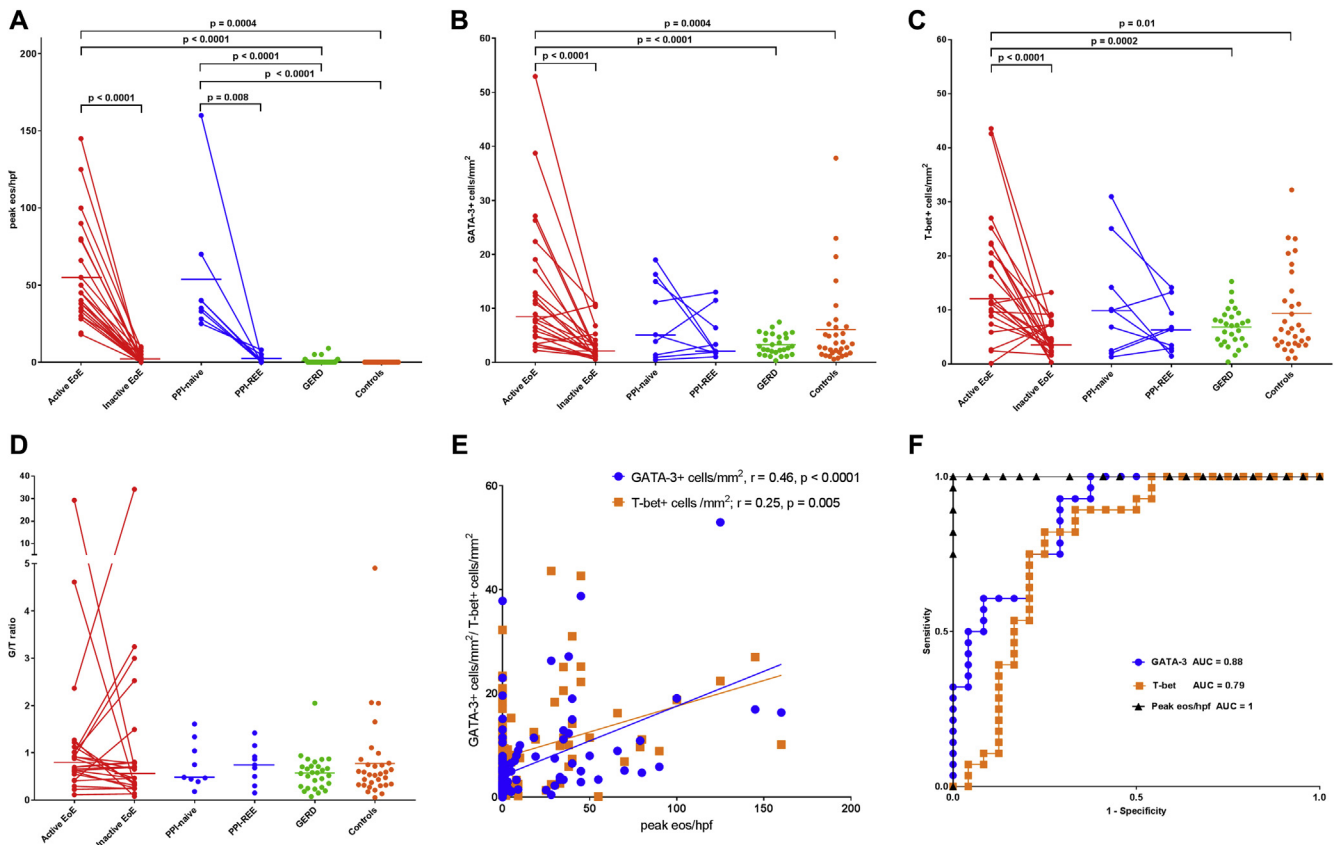 A
p = 0.0004
p < 0.0001
p < 0.0001
p < 0.0001
p < 0.0001
p = 0.008
200
150
100
50
0
peak eos/hpf
Active EoE
Inactive EoE
PPI-naive
PPI-REE
GERD
Controls
B
p = 0.0004
p = < 0.0001
p < 0.0001
60
50
40
30
20
10
0
GATA-3+ cells/mm²
Active EoE
Inactive EoE
PPI-naive
PPI-REE
GERD
Controls
C
p = 0.01
p = 0.0002
p < 0.0001
60
50
40
30
20
10
0
T-bet+ cells/mm²
Active EoE
Inactive EoE
PPI-naive
PPI-REE
GERD
Controls
D
40
30
20
10
5
4
3
2
1
0
G/T ratio
Active EoE
Inactive EoE
PPI-naive
PPI-REE
GERD
Controls
E
GATA-3+ cells/mm², r = 0.46, p < 0.0001
T-bet+ cells /mm²; r = 0.25, p = 0.005
60
40
20
0
GATA-3+ cells/mm²/ T-bet+ cells/mm²
0
50
100
150
200
peak eos/hpf
F
1.0
0.5
0.0
Sensitivity
GATA-3 AUC = 0.88
T-bet AUC = 0.79
Peak eos/hpf AUC = 1
0.0
0.5
1.0
1 - Specificity